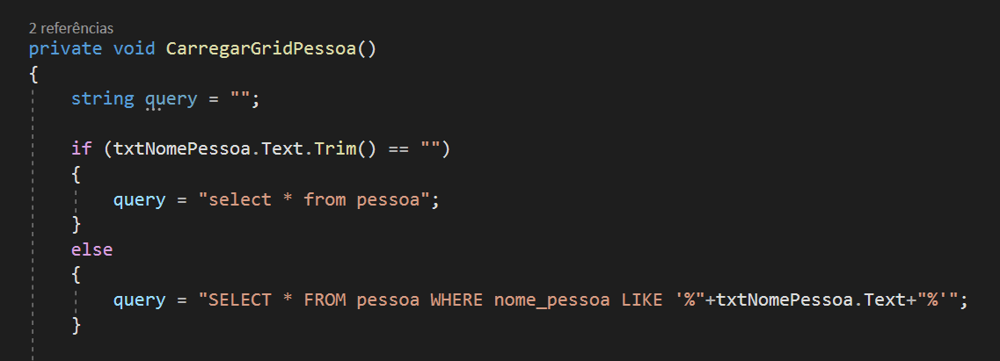 2 referências
private void CarregarGridPessoa()
{
string query = "";
if (txtNomePessoa.Text.Trim() == "")
{
query = "select * from pessoa";
}
else
{
query = "SELECT * FROM pessoa WHERE nome_pessoa LIKE '%"+txtNomePessoa.Text+"%'";
}